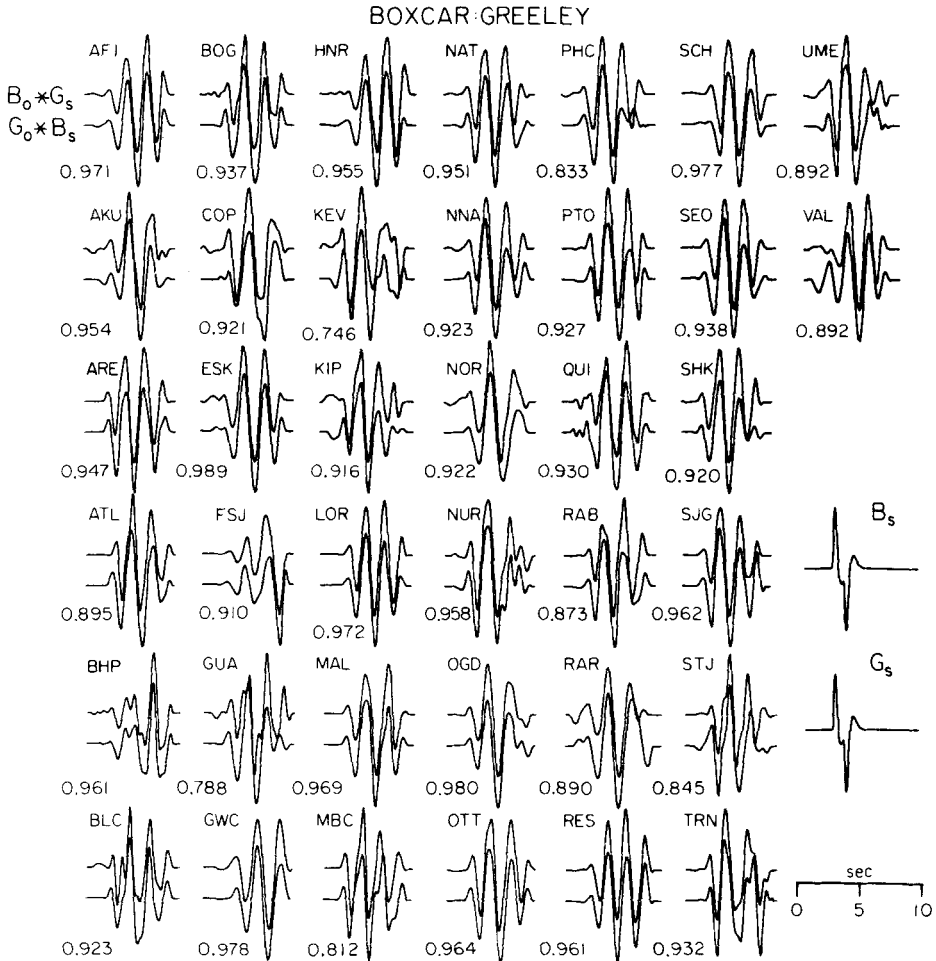 BOXCAR:GREELEY
AFI BOG HNR NAT PHC SCH UME
Bo*Gs
Go*Bs
0.971 0.937 0.955 0.951 0.833 0.977 0.892
AKU COP KEV NNA PTO SEO VAL
0.954 0.921 0.746 0.923 0.927 0.938 0.892
ARE ESK KIP NOR QUI SHK
0.947 0.989 0.916 0.922 0.930 0.920
ATL FSJ LOR NUR RAB SJG Bs
0.895 0.910 0.972 0.958 0.873 0.962
BHP GUA MAL OGD RAR STJ Gs
0.961 0.788 0.969 0.980 0.890 0.845
BLC GWC MBC OTT RES TRN
sec
0 5 10
0.923 0.978 0.812 0.964 0.961 0.932